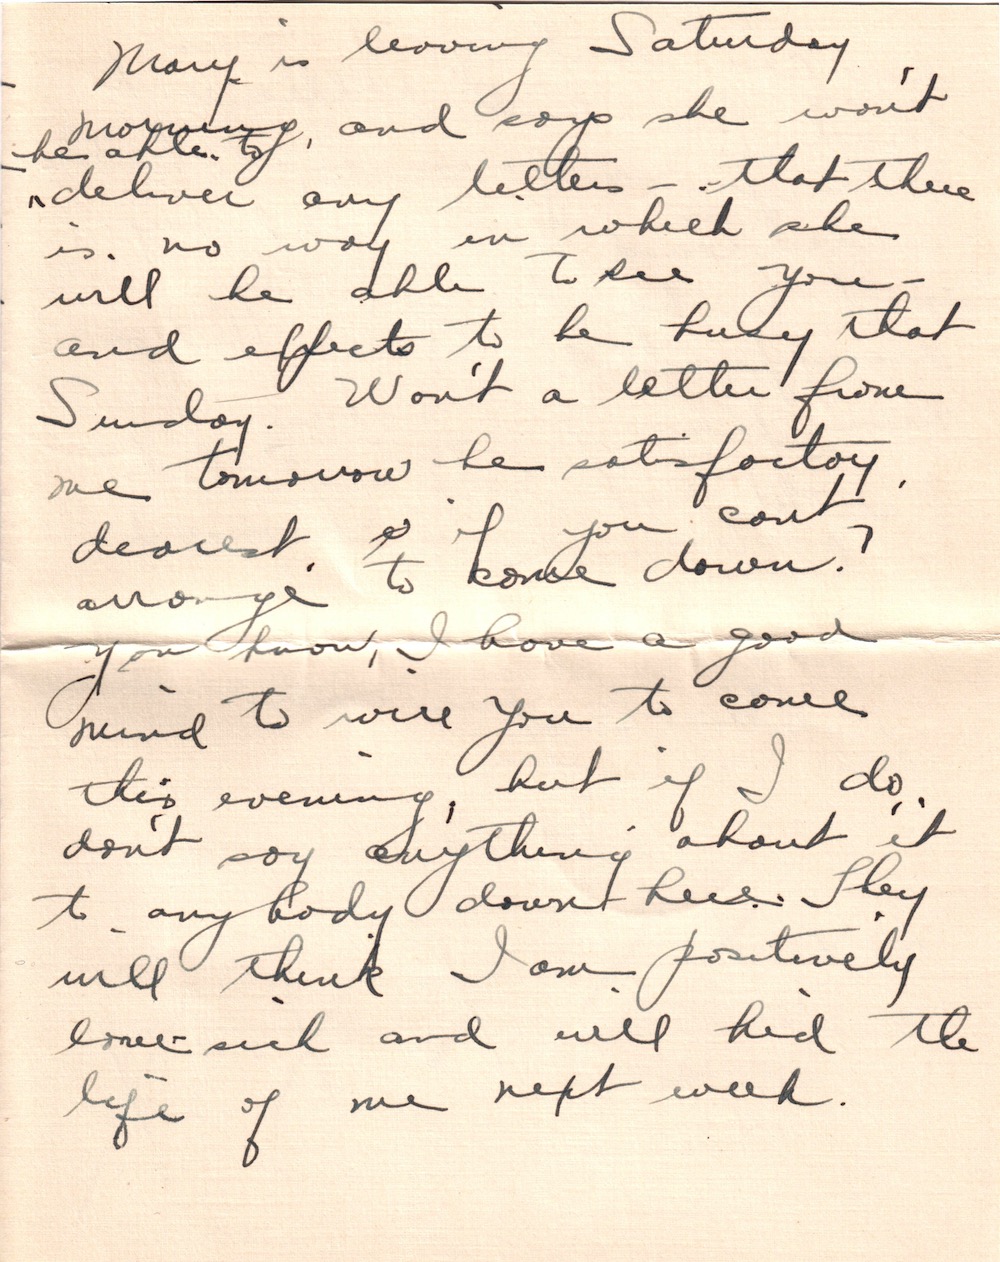 Mary is leaving Saturday
morning, and says she won't
be able to
deliver any letters — that there
is no way in which she
will be able to see you –
and effects to be busy that
Sunday. Won't a letter from
me tomorrow be satisfactory,
dearest, if you can't
arrange to come down?
You know, I have a good
mind to wire you to come
this evening, but if I do,
don't say anything about it
to anybody down here. They
will think I am positively
love-sick and will kid the
life of me next week.